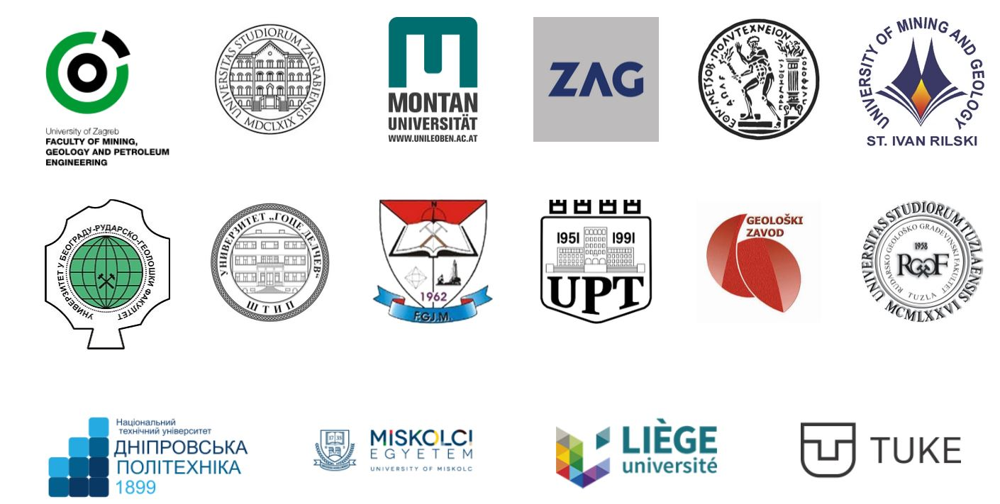 University of Zagreb
FACULTY OF MINING,
GEOLOGY AND PETROLEUM
ENGINEERING
UNIVERSITAS STUDIORUM ZAGRABIENSIS
MDCLXIX
MONTAN
UNIVERSITÄT
WWW.UNILEOBEN.AC.AT
ZAG
ΕΘΝ·ΜΕΤΣΟΒ·ΠΟΛΥΤΕΧΝΕΙΟΝ
UNIVERSITY OF MINING AND GEOLOGY
ST. IVAN RILSKI
УНИВЕРЗИТЕТ У БЕОГРАДУ-РУДАРСКО-ГЕОЛОШКИ ФАКУЛТЕТ
УНИВЕРЗИТЕТ „ГОЦЕ ДЕЛЧЕВ“
ШТИП
N
1962
F.GJ.M.
1951 1991
UPT
GEOLOŠKI
ZAVOD
UNIVERSITAS STUDIORUM TUZLAENSIS
MCMLXXVI
RUDARSKO GEOLOŠKO GRAĐEVINSKI FAKULTET
TUZLA
1958
RGGF
Національний
технічний університет
ДНІПРОВСЬКА
ПОЛІТЕХНІКА
1899
17 35
MISKOLCI
EGYETEM
UNIVERSITY OF MISKOLC
LIÈGE
université
TUKE